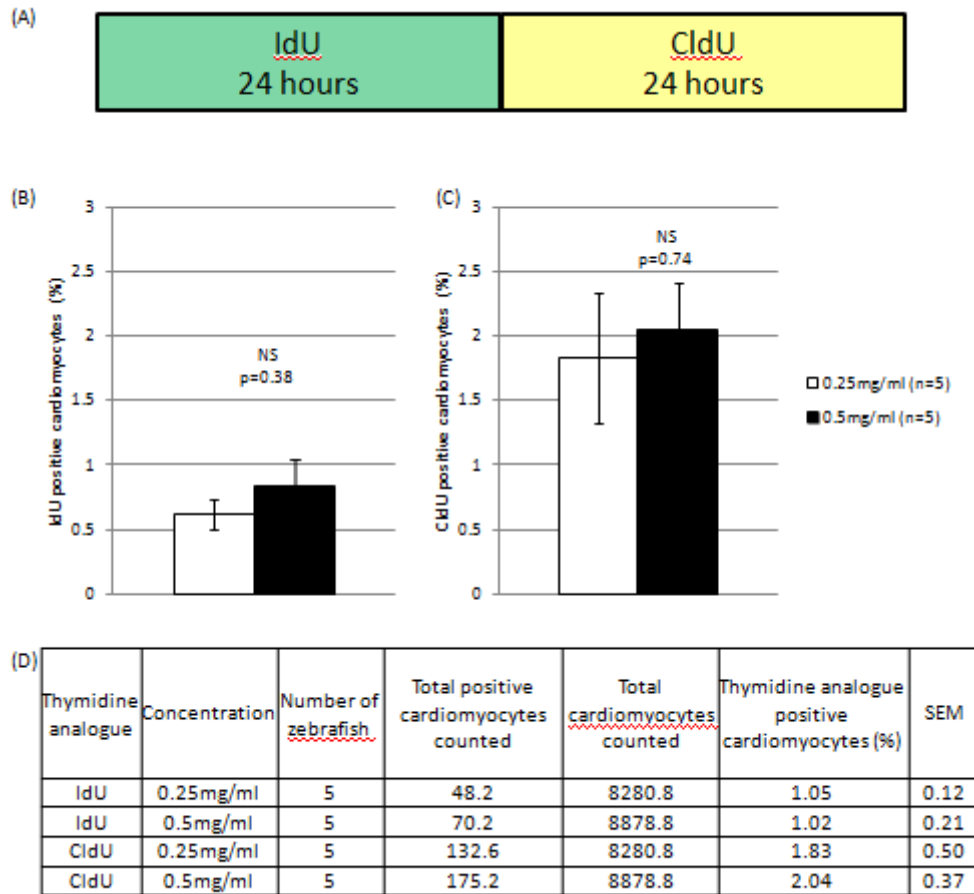 (A)
IdU
24 hours
CldU
24 hours
(B)
IdU positive cardiomyocytes (%)
3
2.5
2
1.5
1
0.5
0
NS
p=0.38
(C)
CldU positive cardiomyocytes (%)
3
2.5
2
1.5
1
0.5
0
NS
p=0.74
0.25mg/ml (n=5)
0.5mg/ml (n=5)
(D)
Thymidine
analogue
Concentration
Number of
zebrafish
Total positive
cardiomyocytes
counted
Total
cardiomyocytes
counted
Thymidine analogue
positive
cardiomyocytes (%)
SEM
IdU 0.25mg/ml 5 48.2 8280.8 1.05 0.12
IdU 0.5mg/ml 5 70.2 8878.8 1.02 0.21
CldU 0.25mg/ml 5 132.6 8280.8 1.83 0.50
CldU 0.5mg/ml 5 175.2 8878.8 2.04 0.37